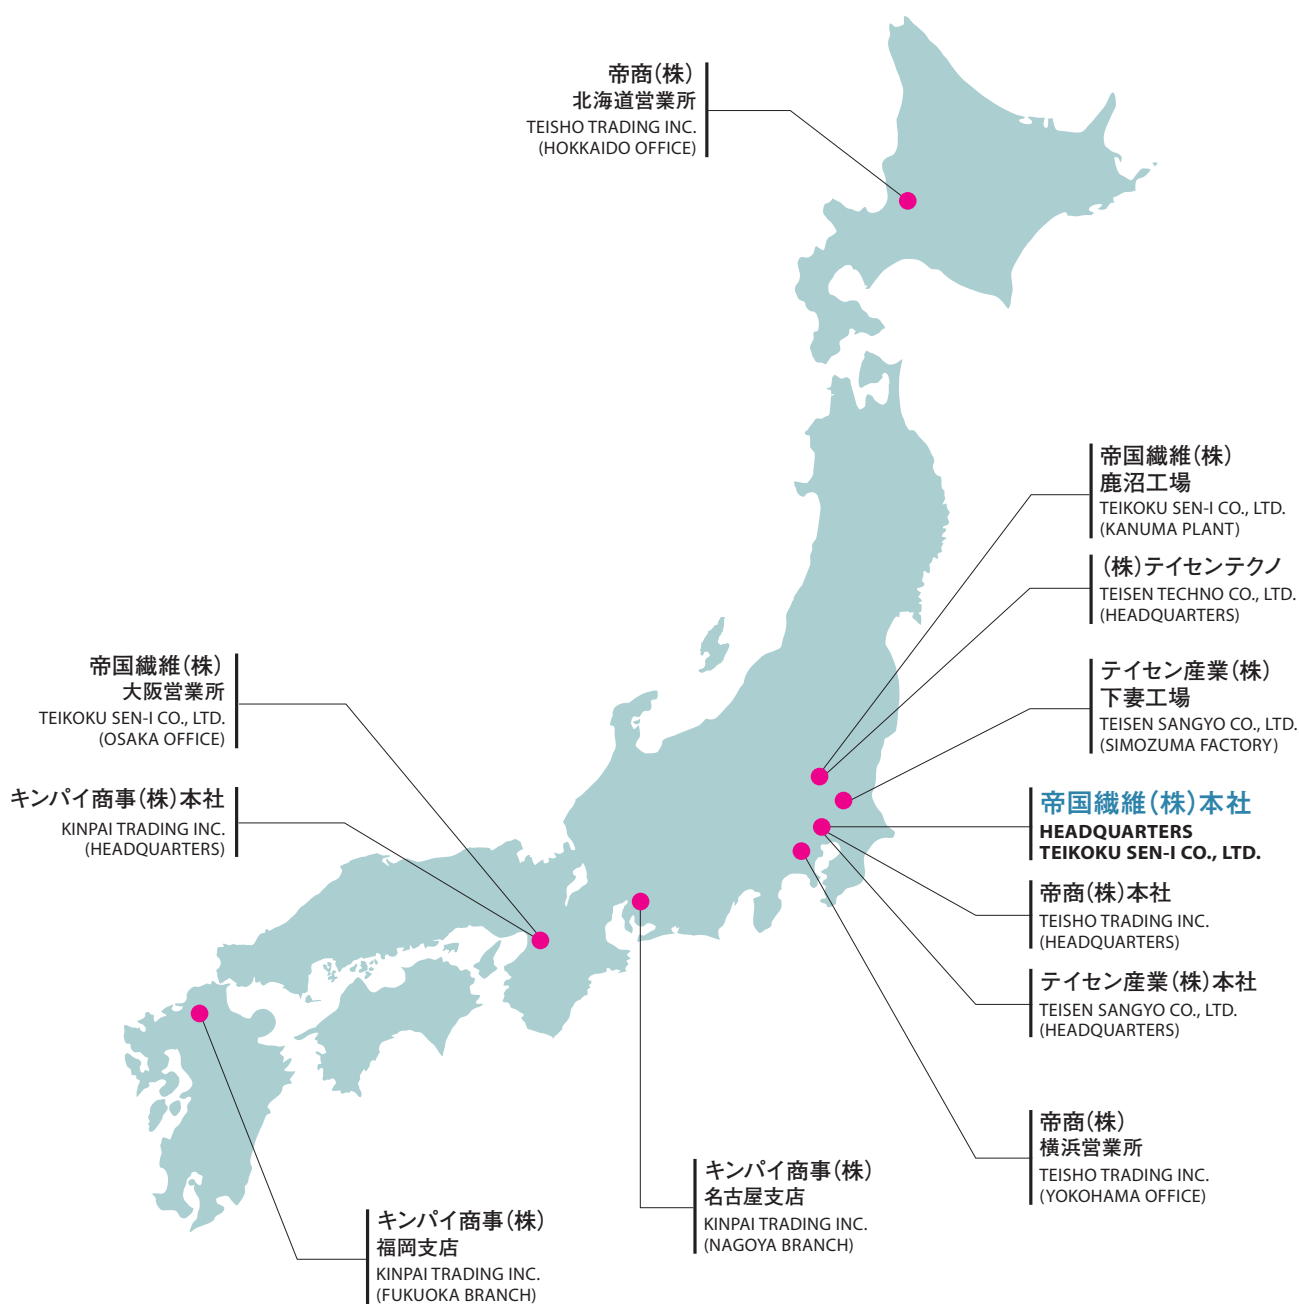 帝商(株)
北海道営業所
TEISHO TRADING INC.
(HOKKAIDO OFFICE)
帝国繊維(株)
鹿沼工場
TEIKOKU SEN-I CO., LTD.
(KANUMA PLANT)
(株)テイセンテクノ
TEISEN TECHNO CO., LTD.
(HEADQUARTERS)
テイセン産業(株)
下妻工場
TEISEN SANGYO CO., LTD.
(SIMOZUMA FACTORY)
帝国繊維(株)本社
HEADQUARTERS
TEIKOKU SEN-I CO., LTD.
帝商(株)本社
TEISHO TRADING INC.
(HEADQUARTERS)
テイセン産業(株)本社
TEISEN SANGYO CO., LTD.
(HEADQUARTERS)
帝商(株)
横浜営業所
TEISHO TRADING INC.
(YOKOHAMA OFFICE)
帝国繊維(株)
大阪営業所
TEIKOKU SEN-I CO., LTD.
(OSAKA OFFICE)
キンパイ商事(株)本社
KINPAI TRADING INC.
(HEADQUARTERS)
キンパイ商事(株)
名古屋支店
KINPAI TRADING INC.
(NAGOYA BRANCH)
キンパイ商事(株)
福岡支店
KINPAI TRADING INC.
(FUKUOKA BRANCH)